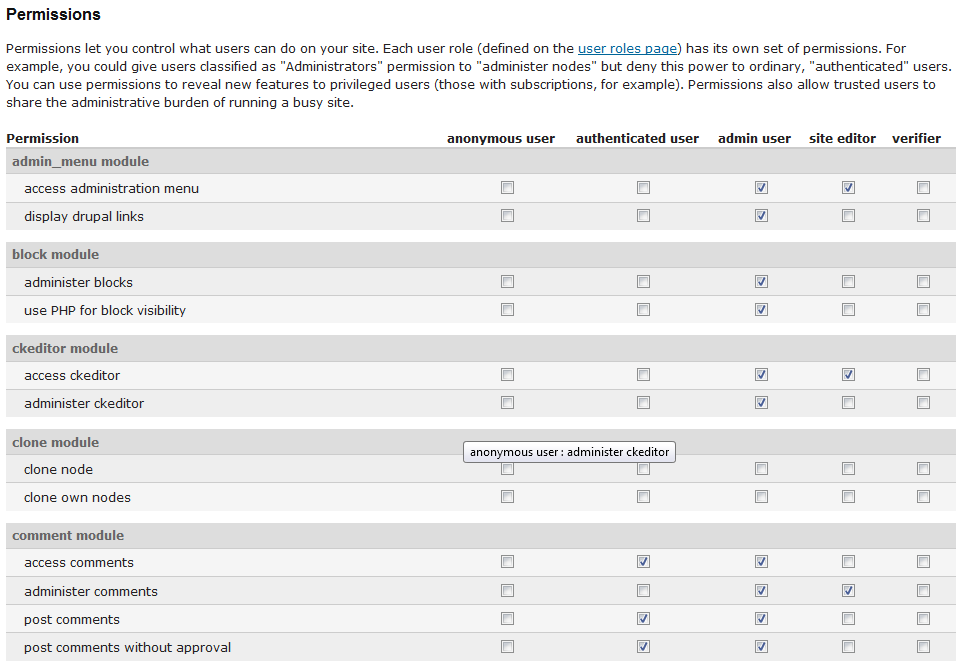 Permissions
Permissions let you control what users can do on your site. Each user role (defined on the user roles page) has its own set of permissions. For
example, you could give users classified as "Administrators" permission to "administer nodes" but deny this power to ordinary, "authenticated" users.
You can use permissions to reveal new features to privileged users (those with subscriptions, for example). Permissions also allow trusted users to
share the administrative burden of running a busy site.
Permission anonymous user authenticated user admin user site editor verifier
admin_menu module
access administration menu
display drupal links
block module
administer blocks
use PHP for block visibility
ckeditor module
access ckeditor
administer ckeditor
clone module
anonymous user : administer ckeditor
clone node
clone own nodes
comment module
access comments
administer comments
post comments
post comments without approval